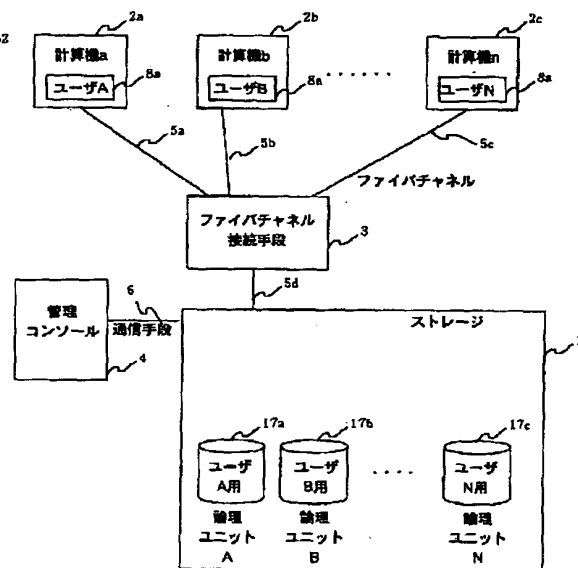 2a
2b
2c
計算機a
計算機b
計算機n
ユーザA
ユーザB
ユーザN
8a
8a
8a
5a
5b
5c
ファイバチャネル
ファイバチャネル
接続手段
3
5d
管理
コンソール
4
6
通信手段
ストレージ
17a
17b
17c
ユーザ
A用
ユーザ
B用
ユーザ
N用
論理
ユニット
A
論理
ユニット
B
論理
ユニット
N